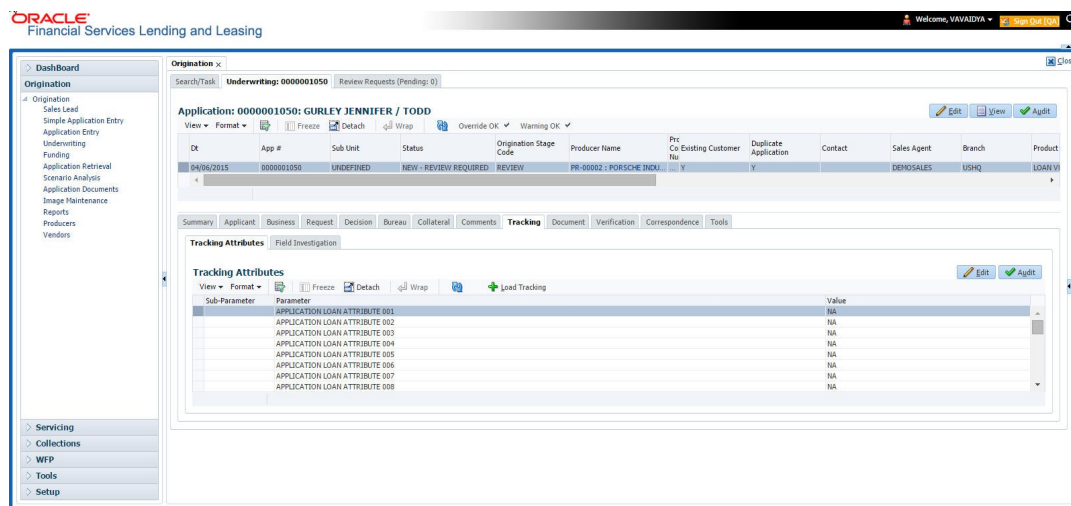 ORACLE
Welcome, VAVAIDYA
Sign Out [QA]
Financial Services Lending and Leasing
DashBoard
Origination
Origination
Sales Lead
Simple Application Entry
Application Entry
Underwriting
Funding
Application Retrieval
Scenario Analysis
Application Documents
Image Maintenance
Reports
Producers
Vendors
Servicing
Collections
WFP
Tools
Setup
Origination x
Clos
Search/Task Underwriting: 0000001050 Review Requests (Pending: 0)
Application: 0000001050: GURLEY JENNIFER / TODD
Edit View Audit
View Format Freeze Detach Wrap Override OK Warning OK
Dt App # Sub Unit Status Origination Stage Code Producer Name Prc Co Nu Existing Customer Duplicate Application Contact Sales Agent Branch Product
04/06/2015 0000001050 UNDEFINED NEW - REVIEW REQUIRED REVIEW PR-00002 : PORSCHE INDU... ... Y Y DEMOSALES USHQ LOAN VI
Summary Applicant Business Request Decision Bureau Collateral Comments Tracking Document Verification Correspondence Tools
Tracking Attributes Field Investigation
Tracking Attributes
Edit Audit
View Format Freeze Detach Wrap Load Tracking
Sub-Parameter Parameter Value
APPLICATION LOAN ATTRIBUTE 001 NA
APPLICATION LOAN ATTRIBUTE 002 NA
APPLICATION LOAN ATTRIBUTE 003 NA
APPLICATION LOAN ATTRIBUTE 004 NA
APPLICATION LOAN ATTRIBUTE 005 NA
APPLICATION LOAN ATTRIBUTE 006 NA
APPLICATION LOAN ATTRIBUTE 007 NA
APPLICATION LOAN ATTRIBUTE 008 NA